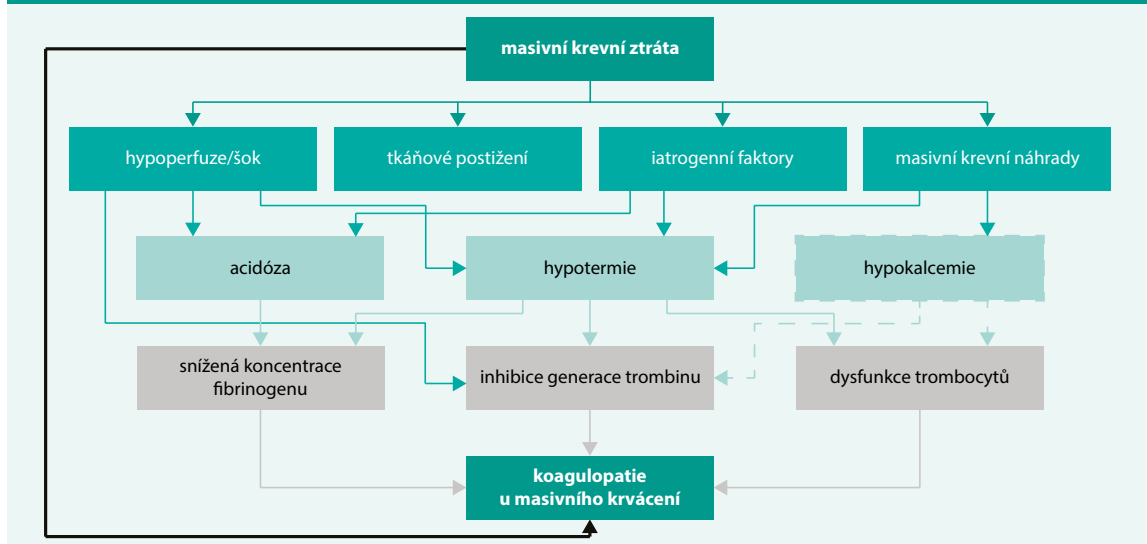 masivní krevní ztráta
hypoperfuze/šok
tkáňové postižení
iatrogenní faktory
masivní krevní náhrady
acidóza
hypotermie
hypokalcemie
snížená koncentrace
fibrinogenu
inhibice generace trombinu
dysfunkce trombocytů
koagulopatie
u masivního krvácení